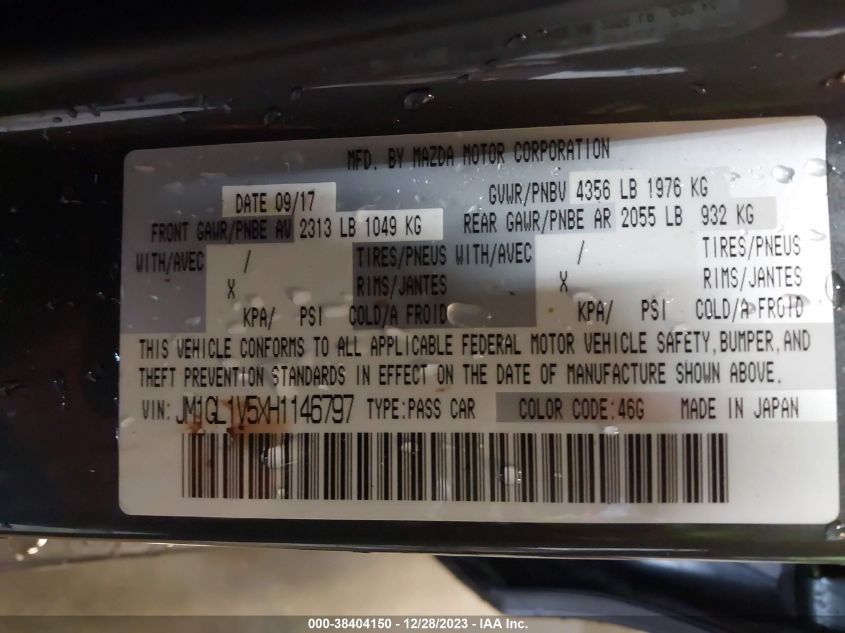 MFD. BY MAZDA MOTOR CORPORATION
DATE 09/17 GVWR/PNBV 4356 LB 1976 KG
FRONT GAWR/PNBE AV 2313 LB 1049 KG REAR GAWR/PNBE AR 2055 LB 932 KG
WITH/AVEC / TIRES/PNEUS WITH/AVEC / TIRES/PNEUS
X RIMS/JANTES X RIMS/JANTES
KPA/ PSI COLD/A FROID KPA/ PSI COLD/A FROID
THIS VEHICLE CONFORMS TO ALL APPLICABLE FEDERAL MOTOR VEHICLE SAFETY,BUMPER,AND
THEFT PREVENTION STANDARDS IN EFFECT ON THE DATE OF MANUFACTURE SHOWN ABOVE.
VIN: JM1GL1V5XH1146797 TYPE:PASS CAR COLOR CODE:46G MADE IN JAPAN
000-38404150 - 12/28/2023 - IAA Inc.